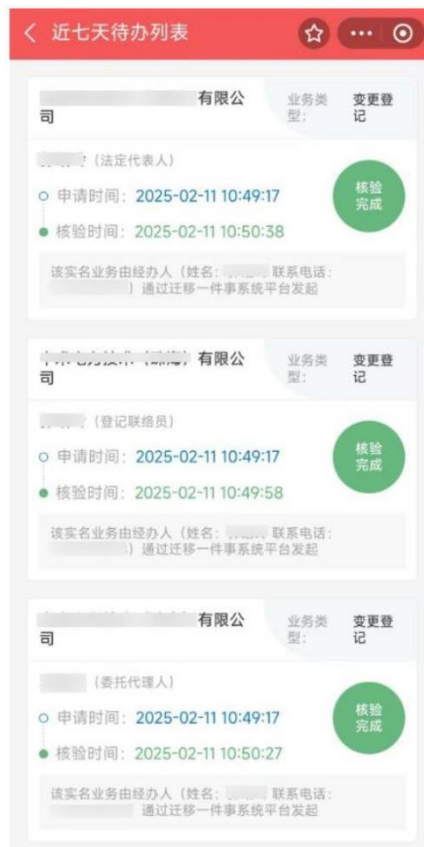 近七天待办列表
有限公 业务类 变更登
司 型: 记
（法定代表人）
申请时间: 2025-02-11 10:49:17
核验
完成
核验时间: 2025-02-11 10:50:38
该实名业务由经办人（姓名: 联系电话:
）通过迁移一件事系统平台发起
有限公 业务类 变更登
司 型: 记
（登记联络员）
申请时间: 2025-02-11 10:49:17
核验
完成
核验时间: 2025-02-11 10:49:58
该实名业务由经办人（姓名: 联系电话:
）通过迁移一件事系统平台发起
有限公 业务类 变更登
司 型: 记
（委托代理人）
申请时间: 2025-02-11 10:49:17
核验
完成
核验时间: 2025-02-11 10:50:27
该实名业务由经办人（姓名: 联系电话:
通过迁移一件事系统平台发起